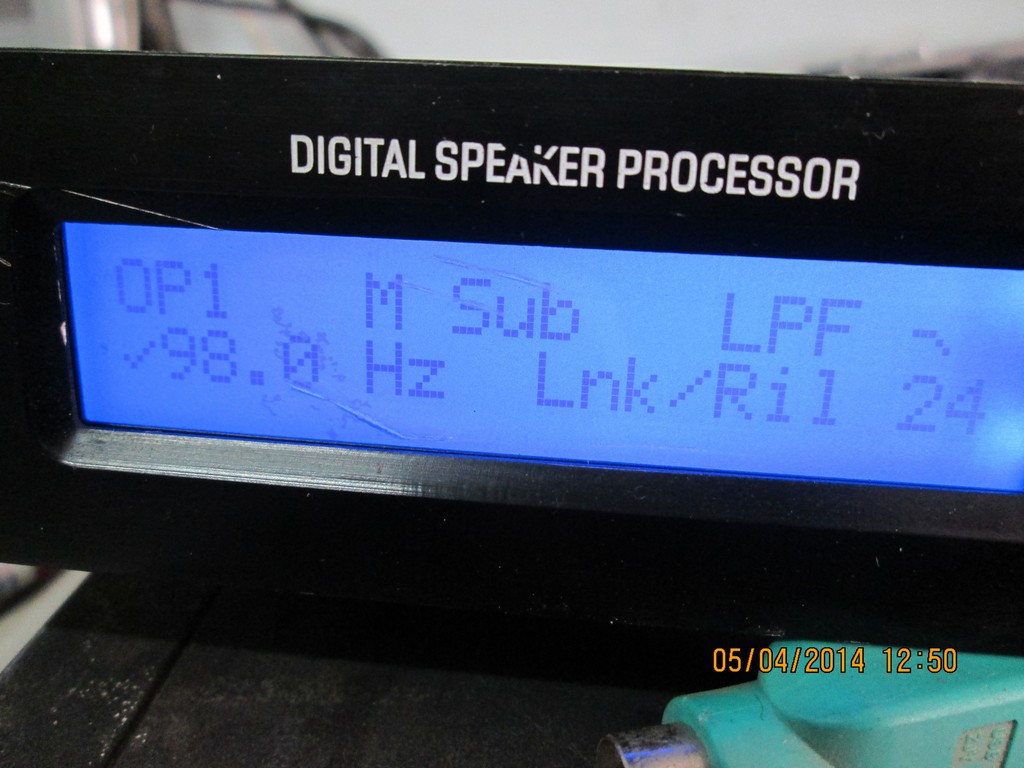 DIGITAL SPEAKER PROCESSOR
OP1 M Sub LPF
98.0 Hz Lnk/Ril 24
05/04/2014 12:50